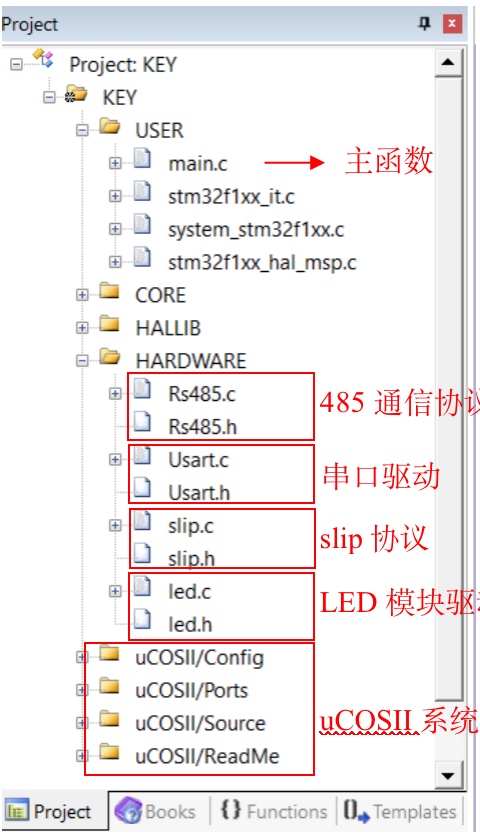 Project
Project: KEY
KEY
USER
main.c 主函数
stm32f1xx_it.c
system_stm32f1xx.c
stm32f1xx_hal_msp.c
CORE
HALLIB
HARDWARE
Rs485.c
485 通信协议
Rs485.h
Usart.c
串口驱动
Usart.h
slip.c
slip 协议
slip.h
led.c
LED 模块驱动
led.h
uCOSII/Config
uCOSII/Ports
uCOSII/Source uCOSII 系统
uCOSII/ReadMe
Project Books {} Functions 0 Templates